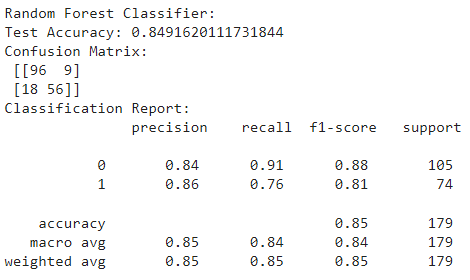 Random Forest Classifier:
Test Accuracy: 0.8491620111731844
Confusion Matrix:
[[96  9]
[18 56]]
Classification Report:
precision recall f1-score support
0 0.84 0.91 0.88 105
1 0.86 0.76 0.81 74
accuracy 0.85 179
macro avg 0.85 0.84 0.84 179
weighted avg 0.85 0.85 0.85 179